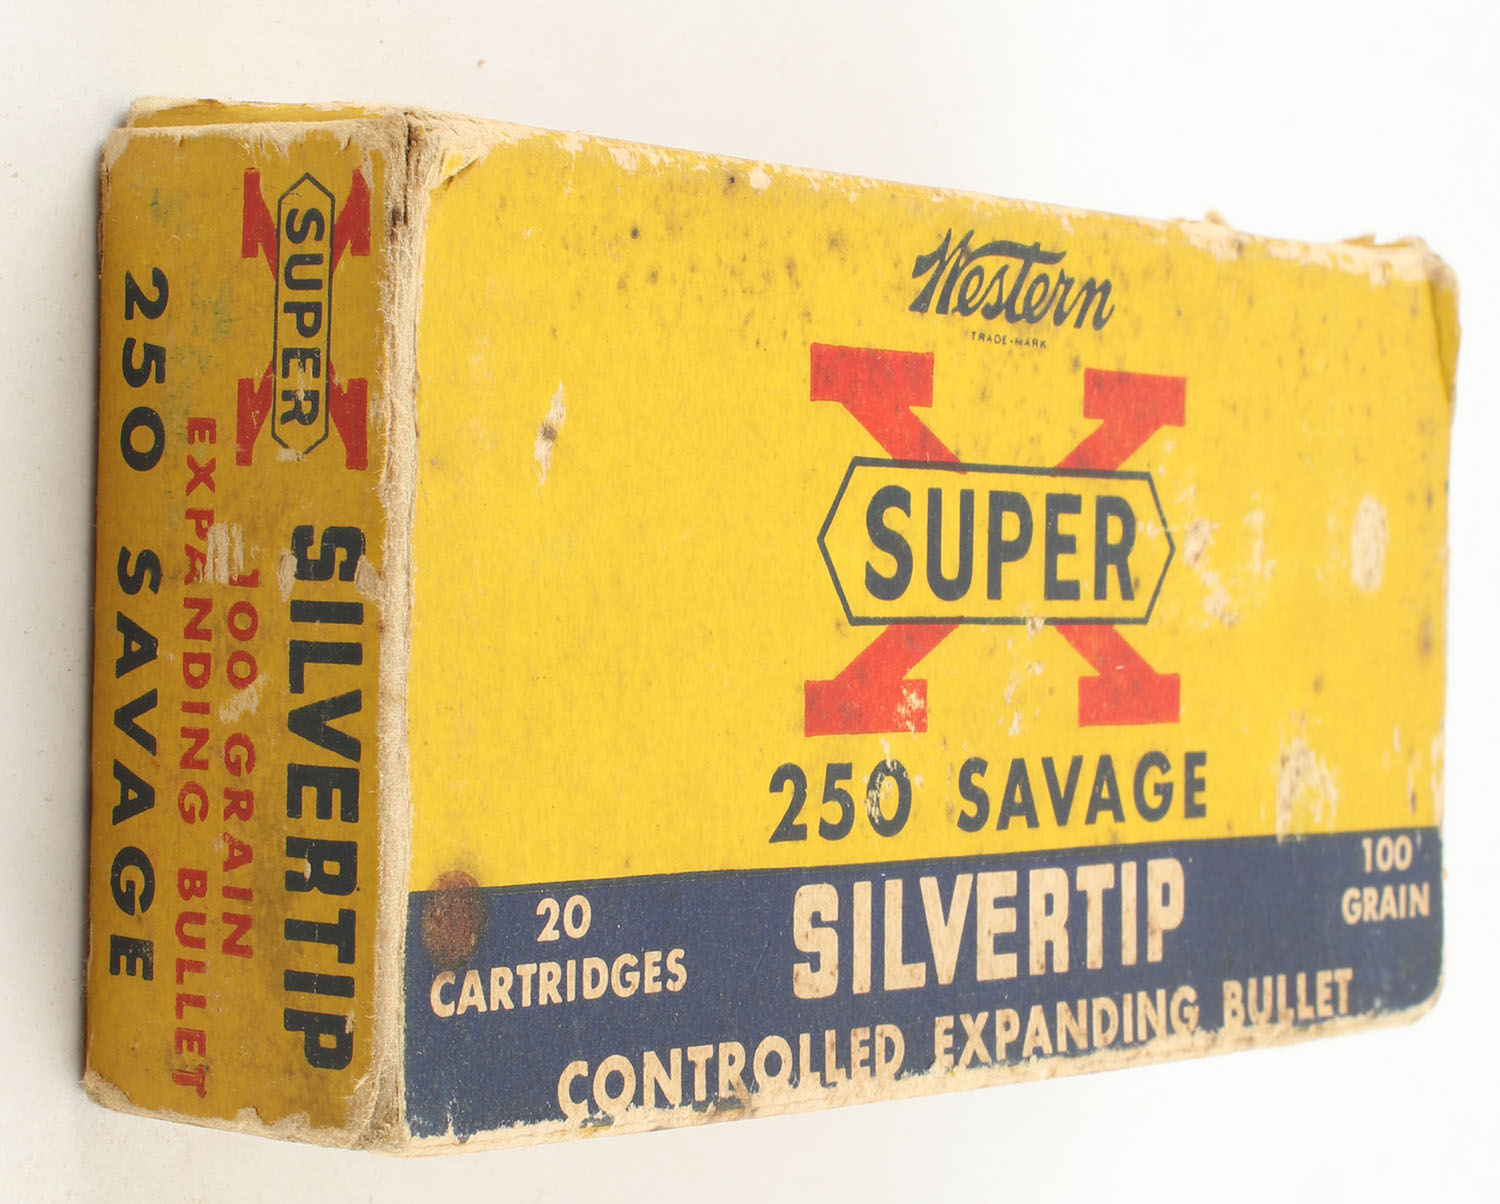 Western
TRADE-MARK
SUPER
X
250 SAVAGE
20
CARTRIDGES
SILVERTIP
100
GRAIN
CONTROLLED EXPANDING BULLET
SUPER
X
SILVERTIP
100 GRAIN
EXPANDING BULLET
250 SAVAGE